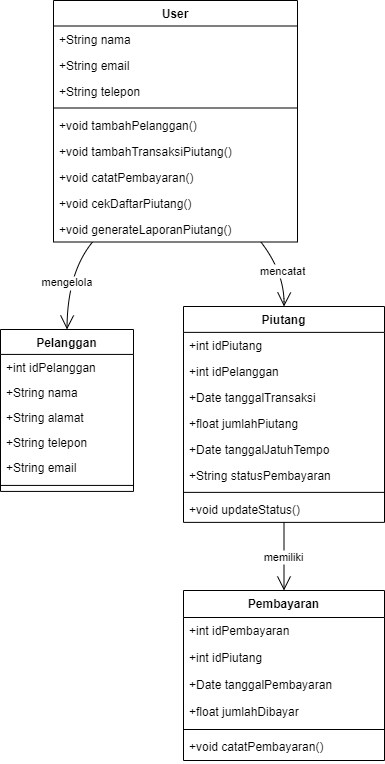 User
+String nama
+String email
+String telepon
+void tambahPelanggan()
+void tambahTransaksiPiutang()
+void catatPembayaran()
+void cekDaftarPiutang()
+void generateLaporanPiutang()
mengelola
mencatat
Pelanggan
+int idPelanggan
+String nama
+String alamat
+String telepon
+String email
Piutang
+int idPiutang
+int idPelanggan
+Date tanggalTransaksi
+float jumlahPiutang
+Date tanggalJatuhTempo
+String statusPembayaran
+void updateStatus()
memiliki
Pembayaran
+int idPembayaran
+int idPiutang
+Date tanggalPembayaran
+float jumlahDibayar
+void catatPembayaran()